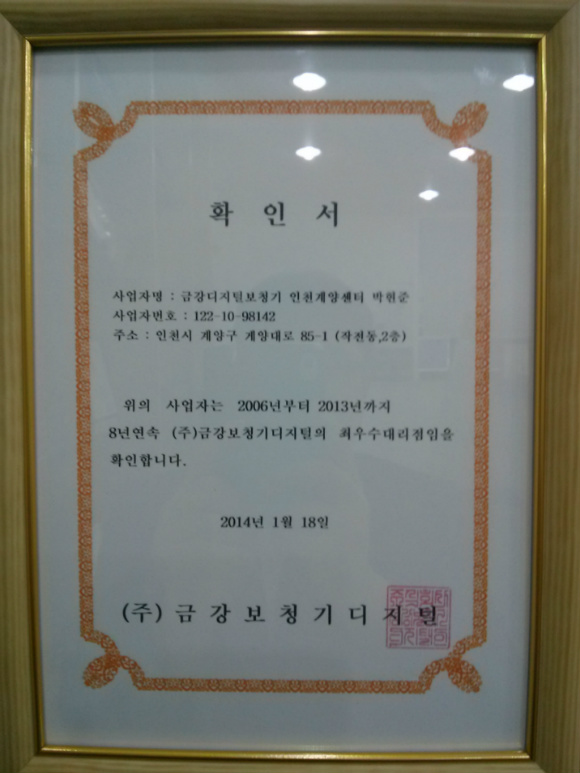 확 인 서
사업자명 : 금강디지털보청기 인천계양센터 박현준
사업자번호 : 122-10-98142
주소 : 인천시 계양구 계양대로 85-1 (작전동,2층)
위의 사업자는 2006년부터 2013년까지
8년연속 (주)금강보청기디지털의 최우수대리점임을
확인합니다.
2014년 1월 18일
(주) 금 강 보 청 기 디 지 털